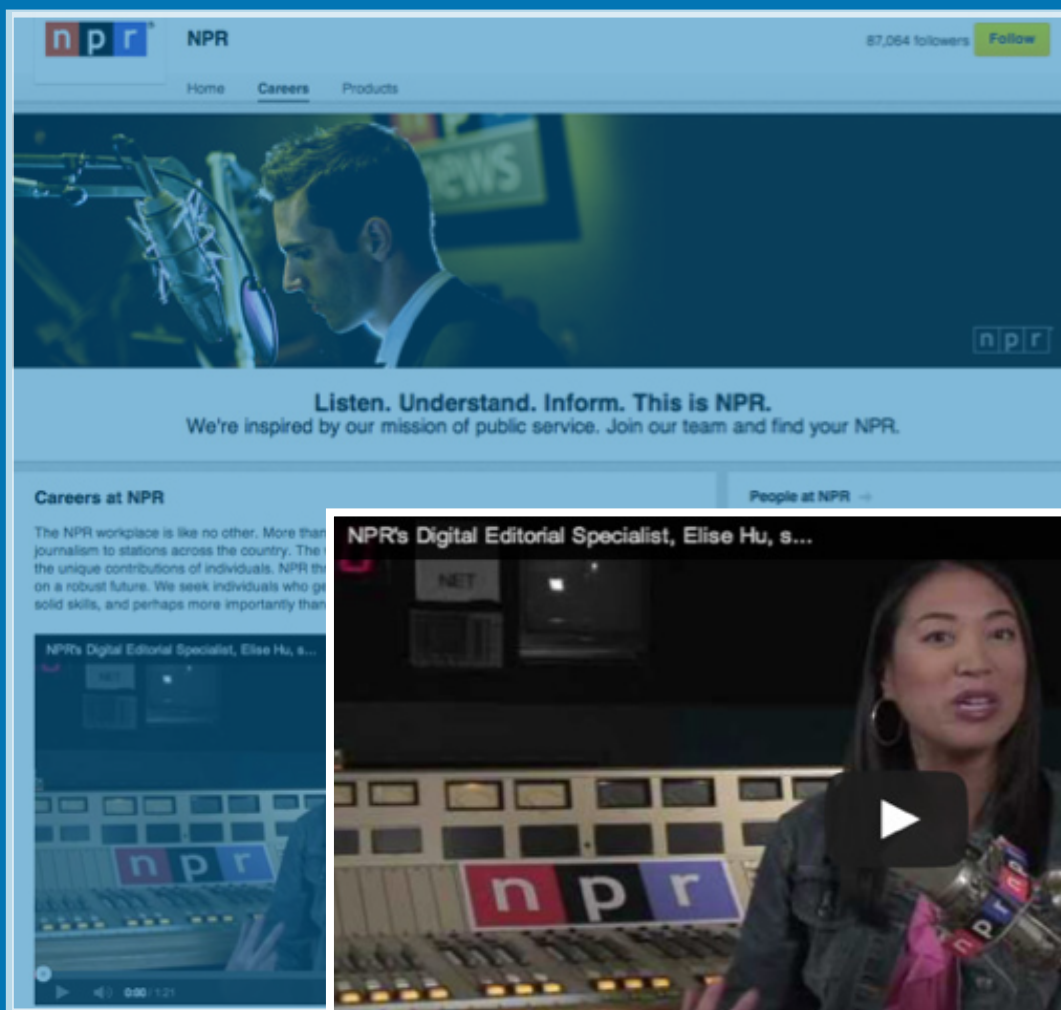 npr
NPR
87,064 followers
Follow
Home
Careers
Products
news
npr
Listen. Understand. Inform. This is NPR.
We're inspired by our mission of public service. Join our team and find your NPR.
Careers at NPR
People at NPR →
The NPR workplace is like no other. More than
journalism to stations across the country. The
the unique contributions of individuals. NPR
on a robust future. We seek individuals who
solid skills, and perhaps more importantly than
NPR's Digital Editorial Specialist, Elise Hu, s...
NET
npr
0:00 / 1:21
NPR's Digital Editorial Specialist, Elise Hu, s...
NET
npr
npr
npr
npr